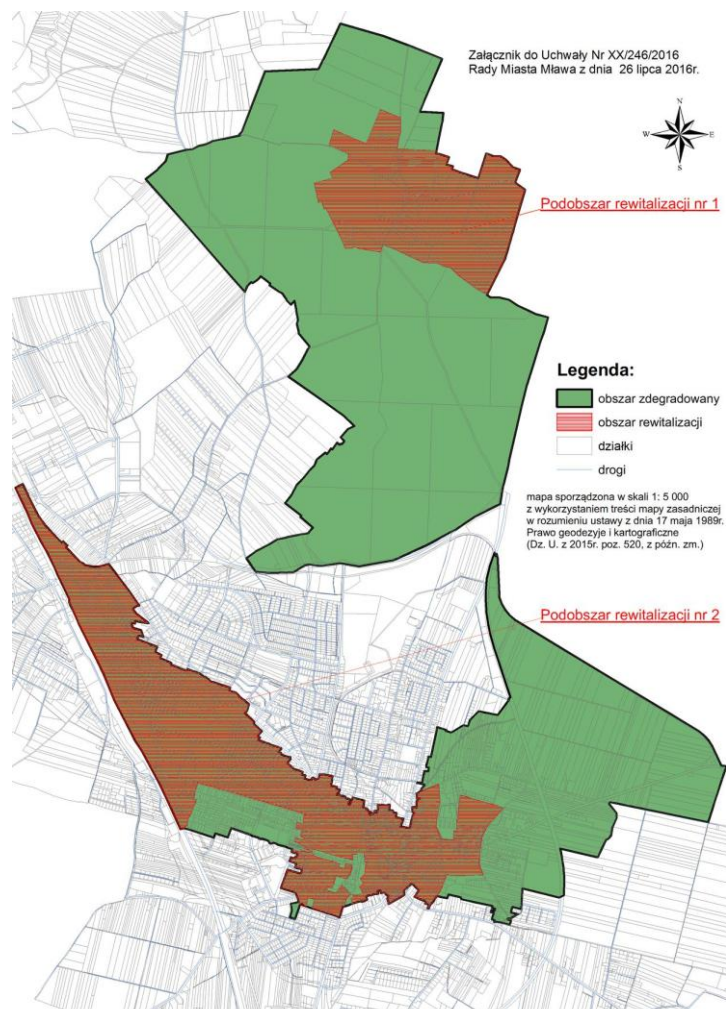 Załącznik do Uchwały Nr XX/246/2016
Rady Miasta Mława z dnia 26 lipca 2016r.
N
W E
S
Podobszar rewitalizacji nr 1
Legenda:
obszar zdegradowany
obszar rewitalizacji
działki
drogi
mapa sporządzona w skali 1: 5 000
z wykorzystaniem treści mapy zasadniczej
w rozumieniu ustawy z dnia 17 maja 1989r.
Prawo geodezyje i kartograficzne
(Dz. U. z 2015r. poz. 520, z późn. zm.)
Podobszar rewitalizacji nr 2